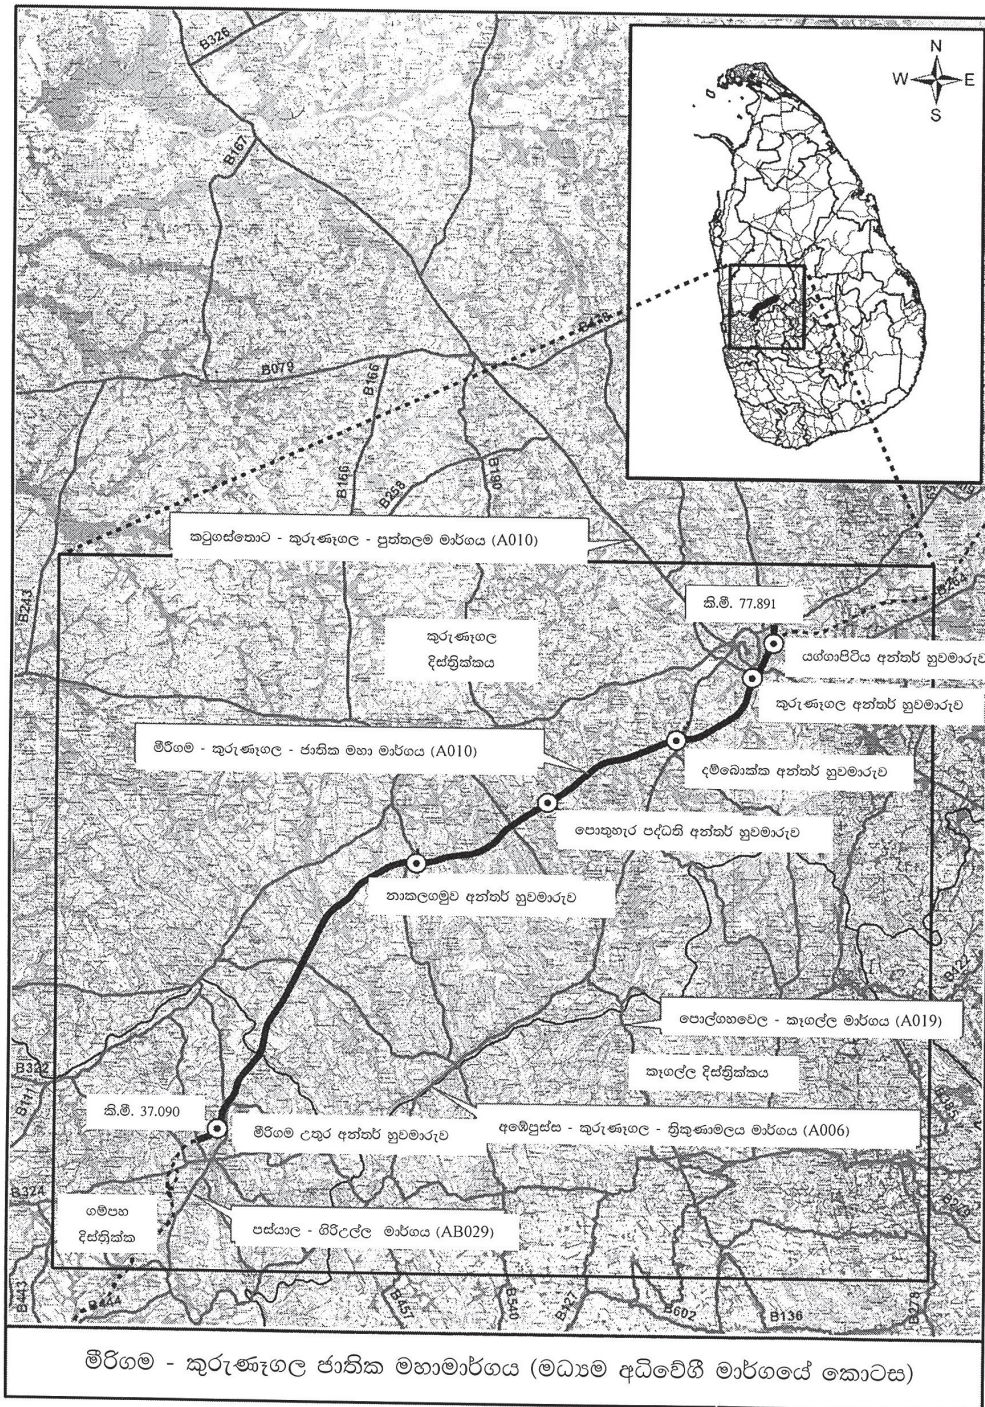 B326
N
W E
S
B167
B079
B166
B166
B258
B190
කටුගස්තොට - කුරුණෑගල - පුත්තලම මාර්ගය (A010)
B243
B264
කි.මී. 77.891
කුරුණෑගල
දිස්ත්‍රික්කය
යග්ගාපිටිය අන්තර් හුවමාරුව
කුරුණෑගල අන්තර් හුවමාරුව
මීරිගම - කුරුණෑගල - ජාතික මහා මාර්ගය (A010)
දම්බොක්ක අන්තර් හුවමාරුව
පොතුහැර පද්ධති අන්තර් හුවමාරුව
නාකලගමුව අන්තර් හුවමාරුව
B422
පොල්ගහවෙල - කෑගල්ල මාර්ගය (A019)
B322
කෑගල්ල දිස්ත්‍රික්කය
B111
කි.මී. 37.090
මීරිගම උතුර අන්තර් හුවමාරුව
අඹේපුස්ස - කුරුණෑගල - ත්‍රිකුණාමලය මාර්ගය (A006)
B324
ගම්පහ
දිස්ත්‍රික්ක
පස්යාල - ගිරිඋල්ල මාර්ගය (AB029)
B443
B444
B457
B540
B127
B602
B136
B278
මීරිගම - කුරුණෑගල ජාතික මහාමාර්ගය (මධ්‍යම අධිවේගී මාර්ගයේ කොටස)